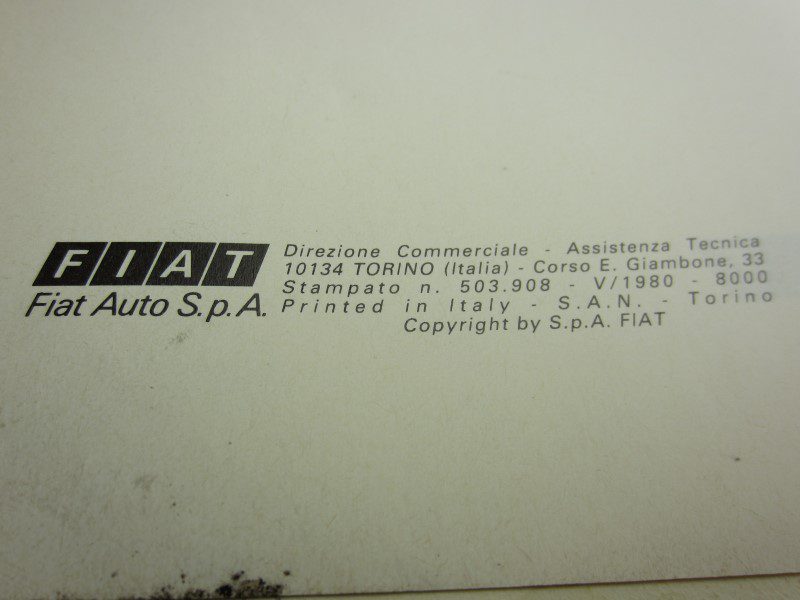 FIAT
Fiat Auto S.p.A.
Direzione Commerciale - Assistenza Tecnica
10134 TORINO (Italia) - Corso E. Giambone, 33
Stampato n. 503.908 - V/1980 - 8000
Printed in Italy - S.A.N. - Torino
Copyright by S.p.A. FIAT